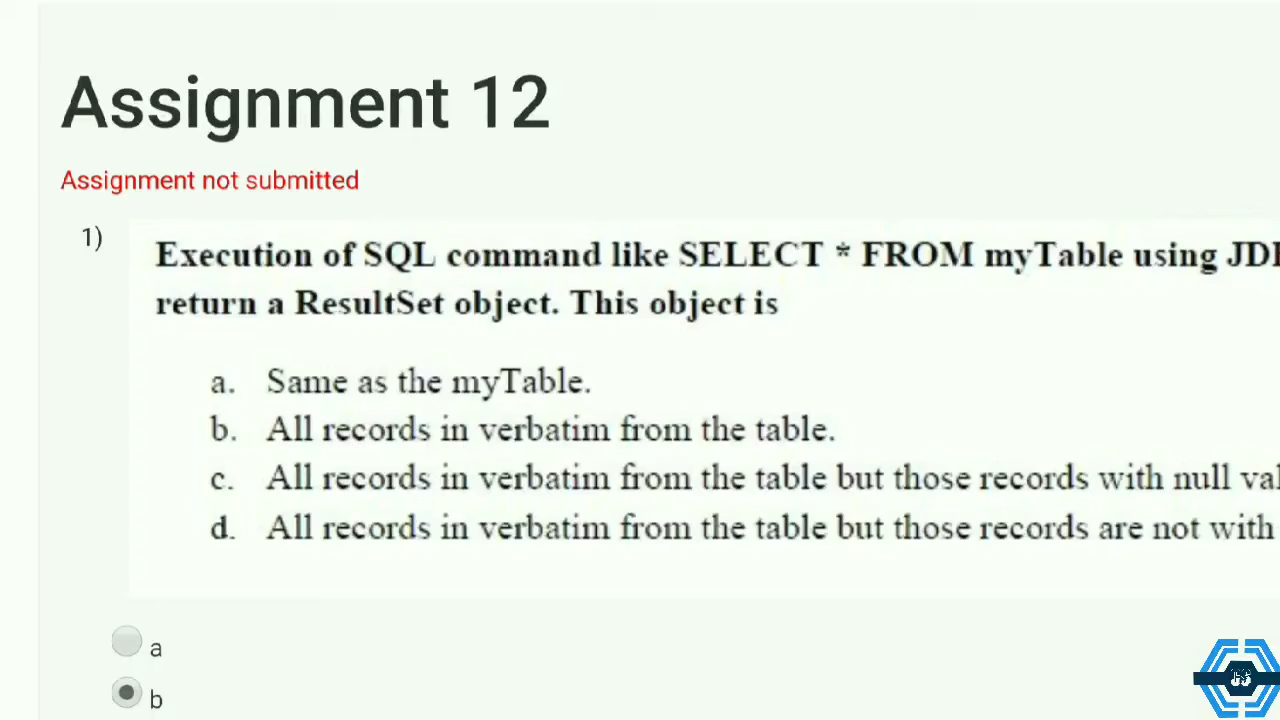 Assignment 12
Assignment not submitted
1)
Execution of SQL command like SELECT * FROM myTable using
return a ResultSet object. This object is
a. Same as the myTable.
b. All records in verbatim from the table.
c. All records in verbatim from the table but those records with null
d. All records in verbatim from the table but those records are not with
a
b